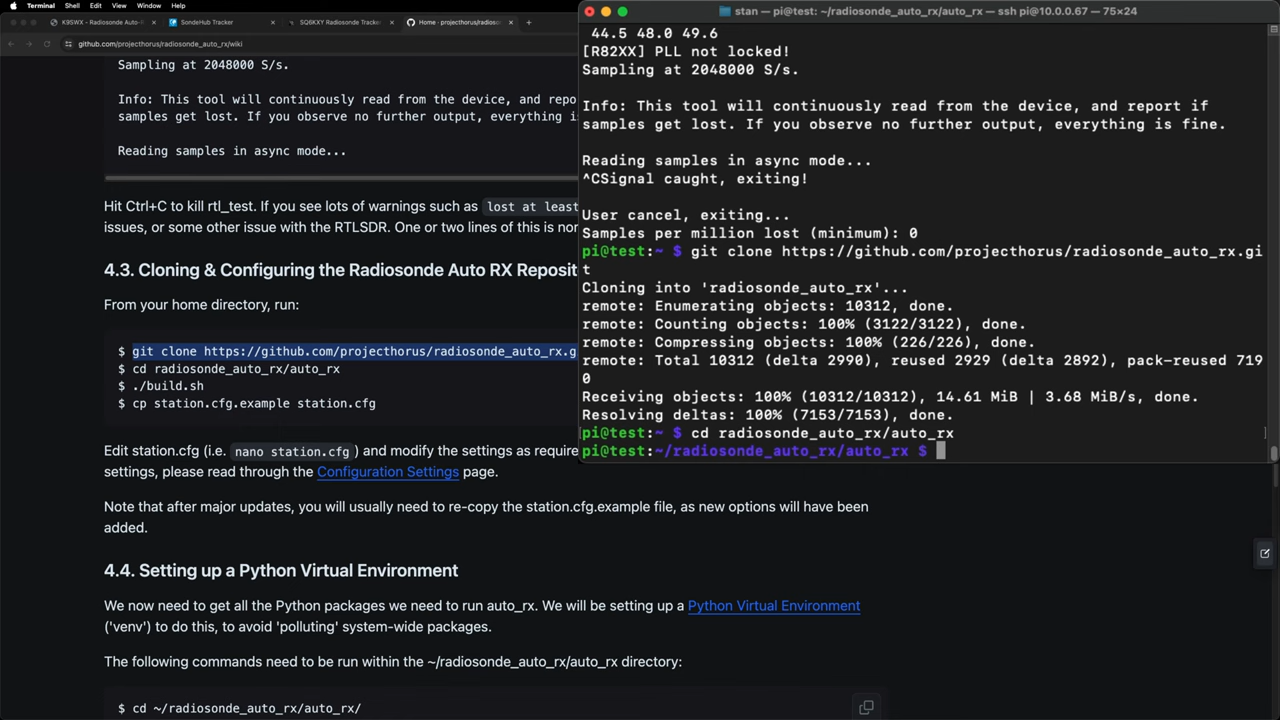 Terminal Shell Edit View Window Help
K9SWX - Radiosonde Auto-R
SondeHub Tracker
SQ6KXY Radiosonde Tracker
Home · projecthorus/radioso
github.com/projecthorus/radiosonde_auto_rx/wiki
Sampling at 2048000 S/s.
Info: This tool will continuously read from the device, and report
samples get lost. If you observe no further output, everything is
Reading samples in async mode...
Hit Ctrl+C to kill rtl_test. If you see lots of warnings such as lost at least
issues, or some other issue with the RTLSDR. One or two lines of this is nor
4.3. Cloning & Configuring the Radiosonde Auto RX Reposit
From your home directory, run:
$ git clone https://github.com/projecthorus/radiosonde_auto_rx.g
$ cd radiosonde_auto_rx/auto_rx
$ ./build.sh
$ cp station.cfg.example station.cfg
Edit station.cfg (i.e. nano station.cfg ) and modify the settings as require
settings, please read through the Configuration Settings page.
Note that after major updates, you will usually need to re-copy the station.cfg.example file, as new options will have been
added.
4.4. Setting up a Python Virtual Environment
We now need to get all the Python packages we need to run auto_rx. We will be setting up a Python Virtual Environment
('venv') to do this, to avoid 'polluting' system-wide packages.
The following commands need to be run within the ~/radiosonde_auto_rx/auto_rx directory:
$ cd ~/radiosonde_auto_rx/auto_rx/
stan — pi@test: ~/radiosonde_auto_rx/auto_rx — ssh pi@10.0.0.67 — 75×24
44.5 48.0 49.6
[R82XX] PLL not locked!
Sampling at 2048000 S/s.
Info: This tool will continuously read from the device, and report if
samples get lost. If you observe no further output, everything is fine.
Reading samples in async mode...
^CSignal caught, exiting!
User cancel, exiting...
Samples per million lost (minimum): 0
pi@test:~ $ git clone https://github.com/projecthorus/radiosonde_auto_rx.gi
t
Cloning into 'radiosonde_auto_rx'...
remote: Enumerating objects: 10312, done.
remote: Counting objects: 100% (3122/3122), done.
remote: Compressing objects: 100% (226/226), done.
remote: Total 10312 (delta 2990), reused 2929 (delta 2892), pack-reused 719
0
Receiving objects: 100% (10312/10312), 14.61 MiB | 3.68 MiB/s, done.
Resolving deltas: 100% (7153/7153), done.
pi@test:~ $ cd radiosonde_auto_rx/auto_rx
pi@test:~/radiosonde_auto_rx/auto_rx $